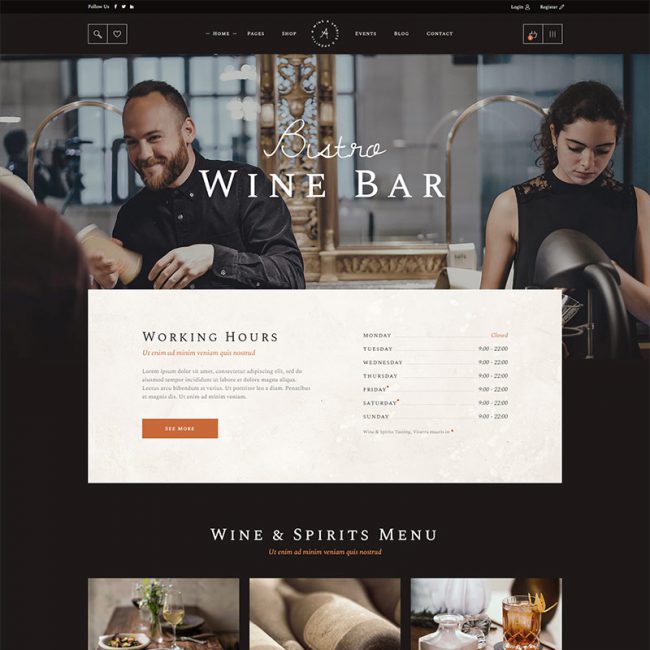 Follow Us
Login
Register
Home
Pages
Shop
Events
Blog
Contact
Bistro
Wine Bar
Working Hours
Ut enim ad minim veniam quis nostrud
Lorem ipsum dolor sit amet, consectetur adipiscing elit, sed do
eiusmod tempor incididunt ut labore et dolore magna aliqua.
Lectus arcu bibendum at varius. Ut porttitor leo a diam. Penatibus
et magnis dis. Ut enim ad minim veniam.
See More
Monday Closed
Tuesday 9:00 - 22:00
Wednesday 9:00 - 22:00
Thursday 9:00 - 22:00
Friday* 9:00 - 22:00
Saturday* 9:00 - 22:00
Sunday 9:00 - 22:00
Wine & Spirits Tasting, Viverra mauris in *
Wine & Spirits Menu
Ut enim ad minim veniam quis nostrud